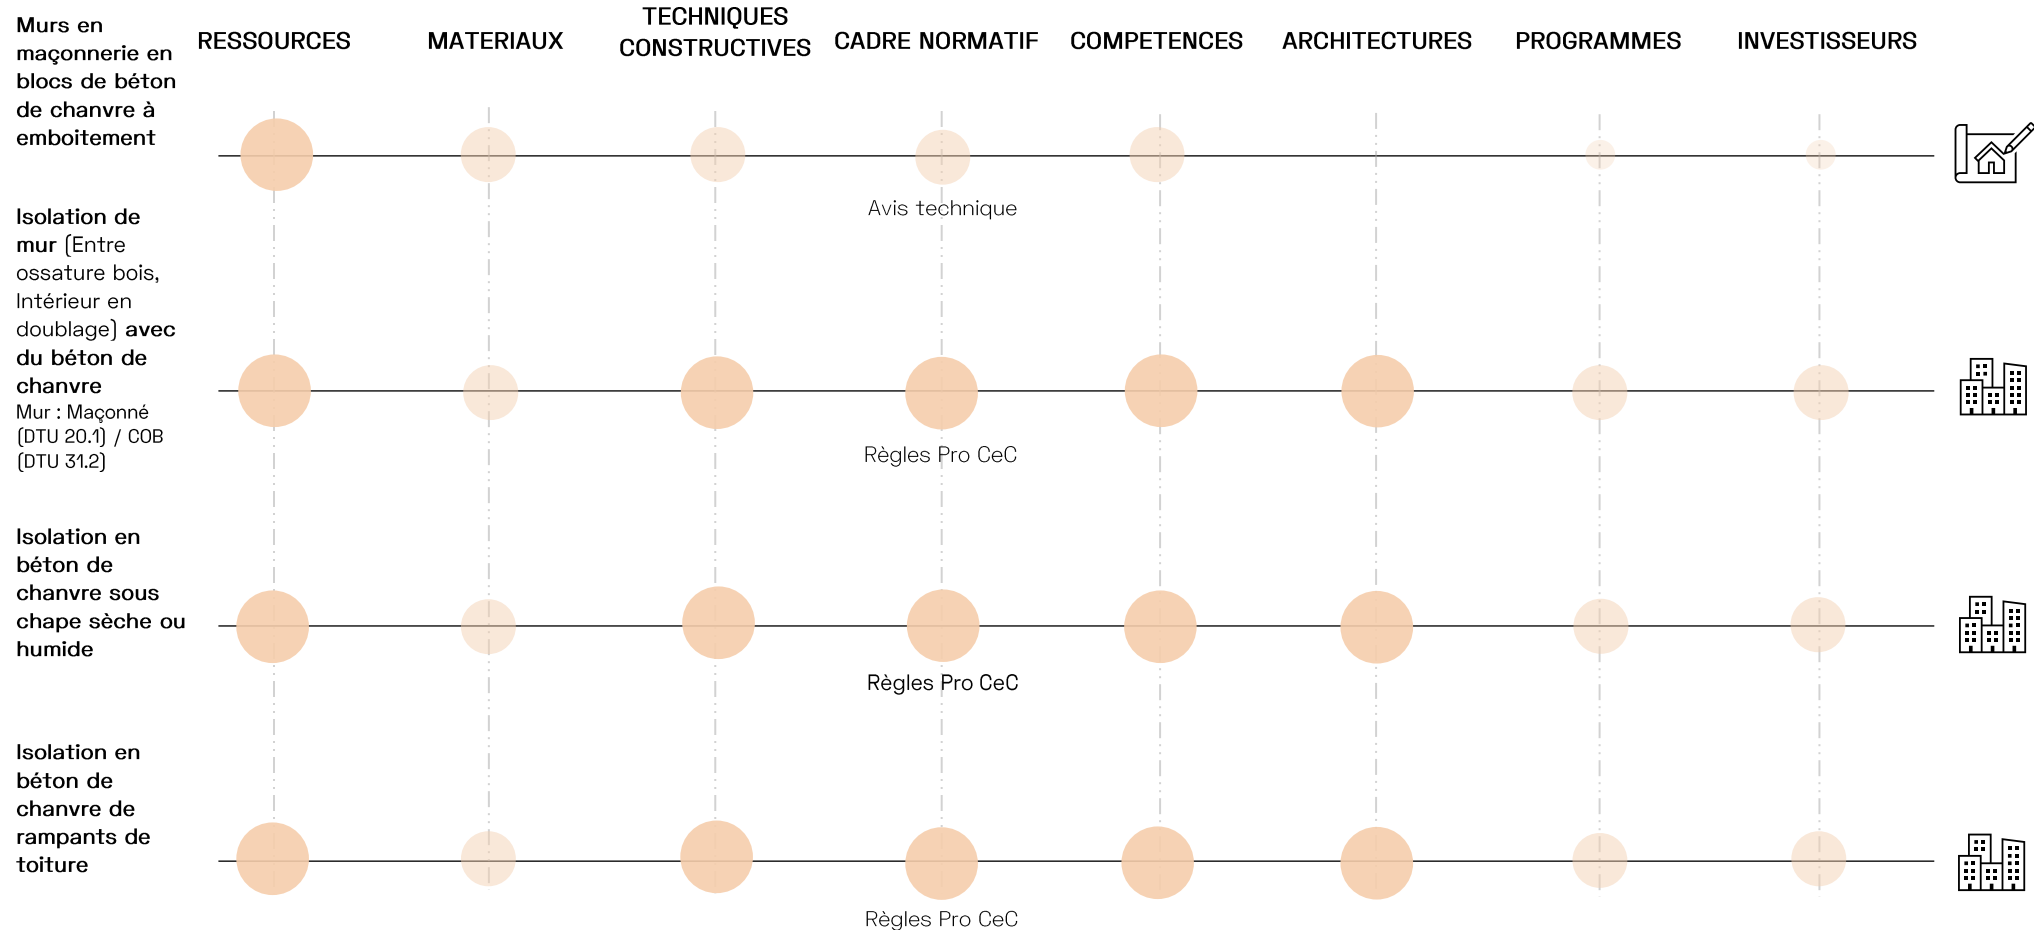 RESSOURCES
MATERIAUX
TECHNIQUES
CONSTRUCTIVES
CADRE NORMATIF
COMPETENCES
ARCHITECTURES
PROGRAMMES
INVESTISSEURS
Murs en
maçonnerie en
blocs de béton
de chanvre à
emboitement
Avis technique
Isolation de
mur (Entre
ossature bois,
Intérieur en
doublage) avec
du béton de
chanvre
Mur : Maçonné
(DTU 20.1) / COB
(DTU 31.2)
Règles Pro CeC
Isolation en
béton de
chanvre sous
chape sèche ou
humide
Règles Pro CeC
Isolation en
béton de
chanvre de
rampants de
toiture
Règles Pro CeC